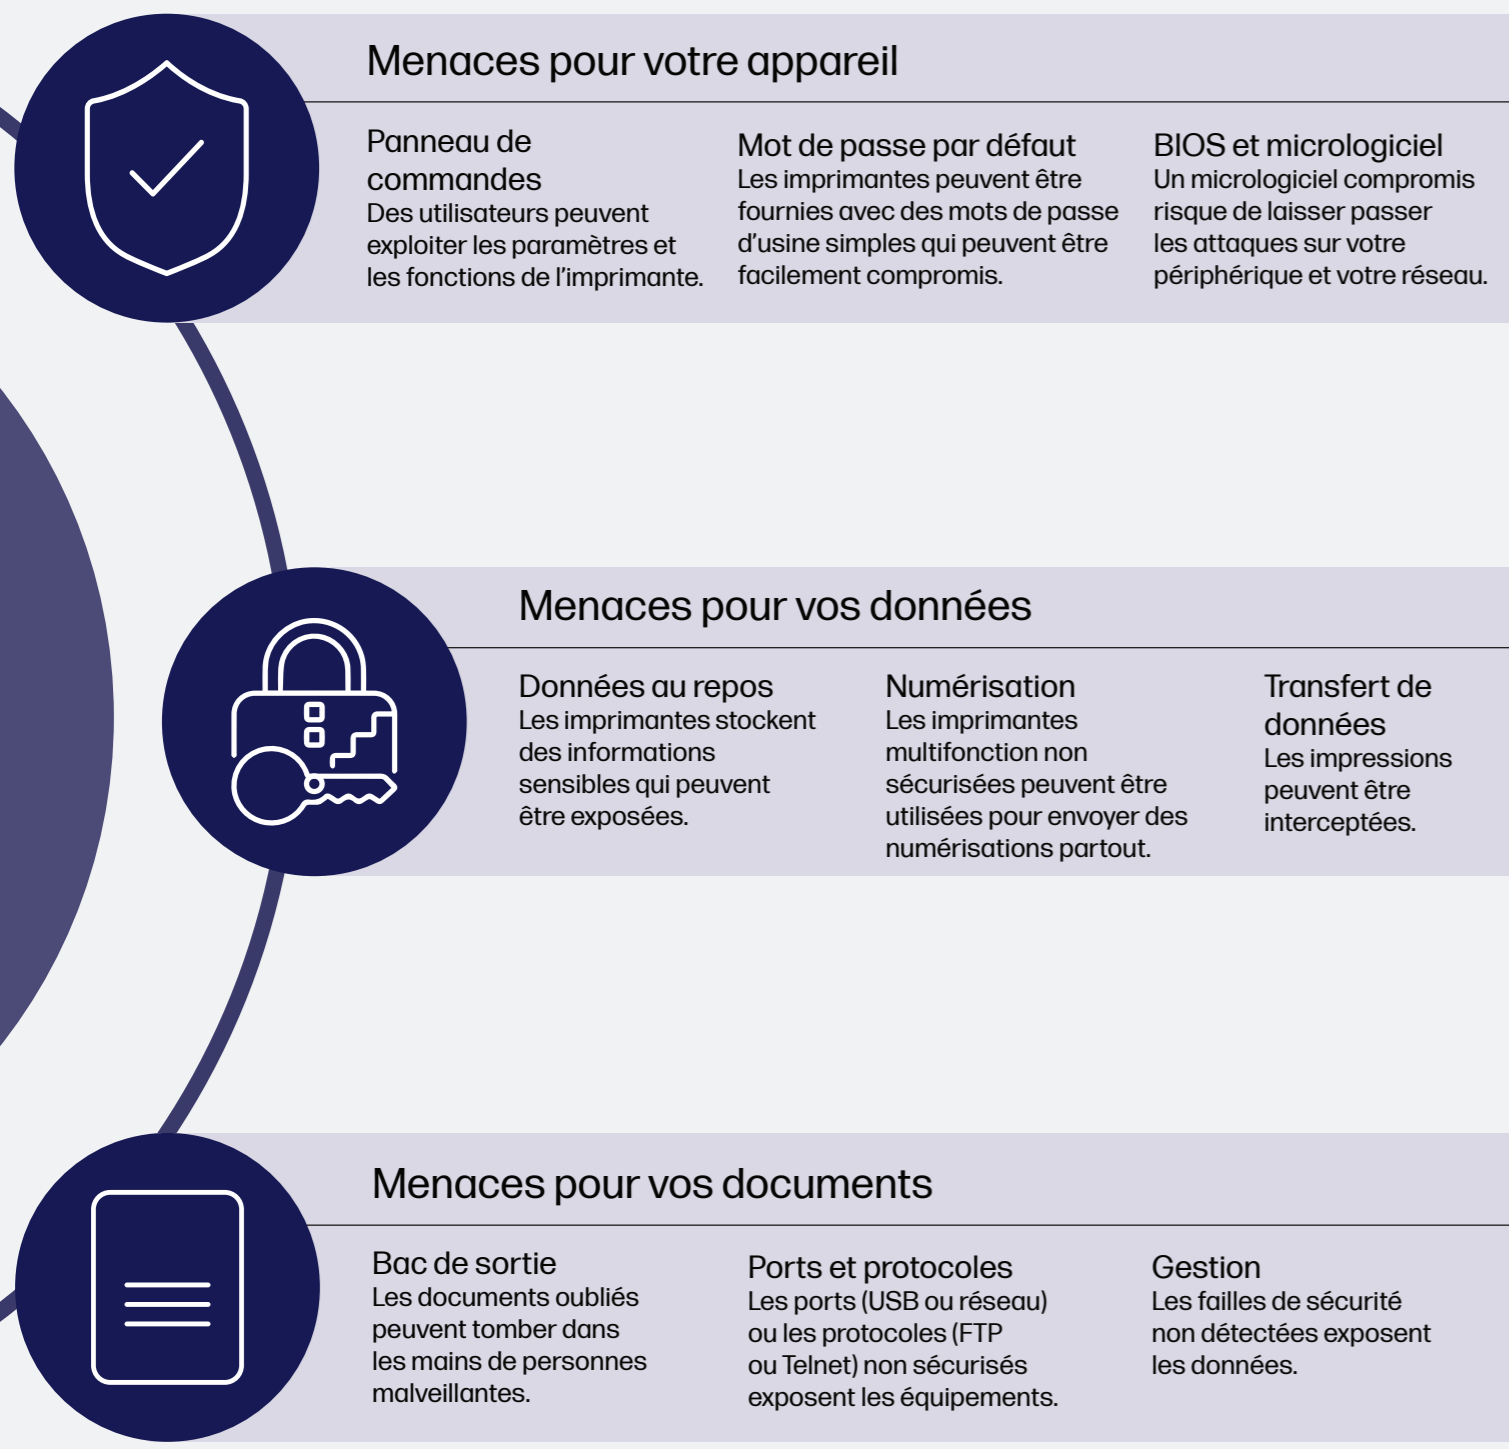 Menaces pour votre appareil
Panneau de
commandes
Des utilisateurs peuvent
exploiter les paramètres et
les fonctions de l'imprimante.
Mot de passe par défaut
Les imprimantes peuvent être
fournies avec des mots de passe
d'usine simples qui peuvent être
facilement compromis.
BIOS et micrologiciel
Un micrologiciel compromis
risque de laisser passer
les attaques sur votre
périphérique et votre réseau.
Menaces pour vos données
Données au repos
Les imprimantes stockent
des informations
sensibles qui peuvent
être exposées.
Numérisation
Les imprimantes
multifonction non
sécurisées peuvent être
utilisées pour envoyer des
numérisations partout.
Transfert de
données
Les impressions
peuvent être
interceptées.
Menaces pour vos documents
Bac de sortie
Les documents oubliés
peuvent tomber dans
les mains de personnes
malveillantes.
Ports et protocoles
Les ports (USB ou réseau)
ou les protocoles (FTP
ou Telnet) non sécurisés
exposent les équipements.
Gestion
Les failles de sécurité
non détectées exposent
les données.